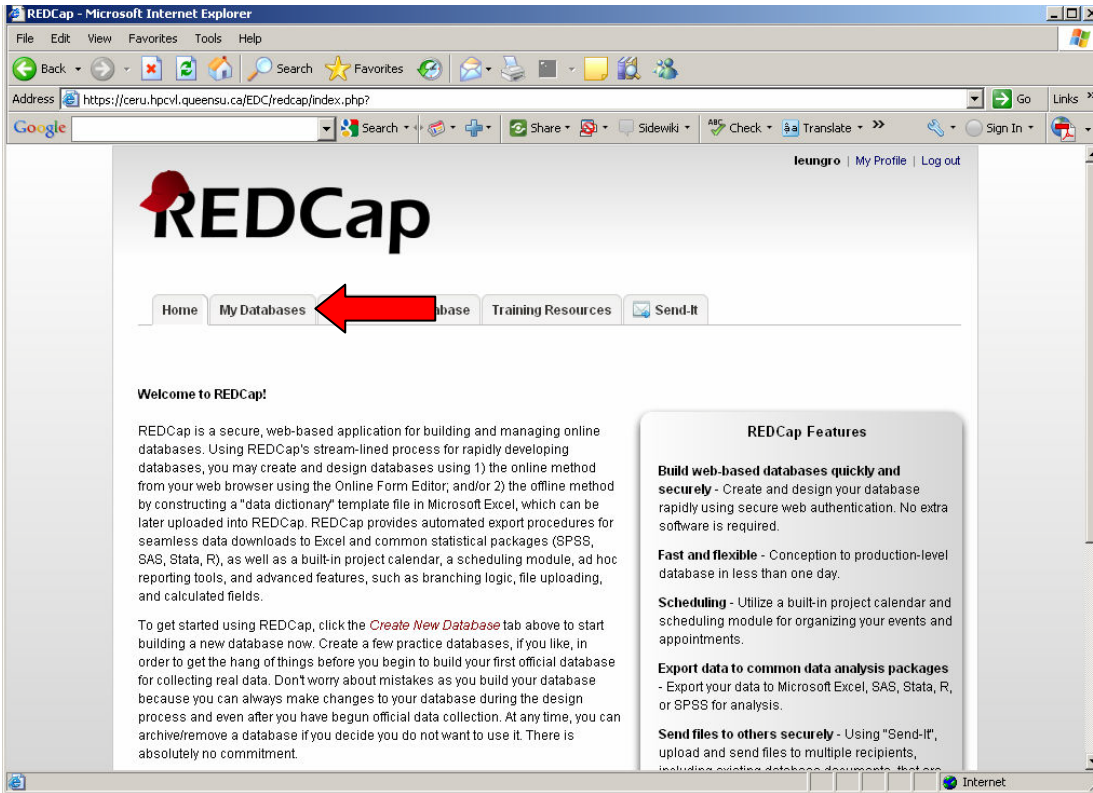 REDCap - Microsoft Internet Explorer
File Edit View Favorites Tools Help
Back Search Favorites
Address https://ceru.hpcvl.queensu.ca/EDC/redcap/index.php? Go Links »
Google Search Share Sidewiki ABC Check Translate » Sign In
leungro | My Profile | Log out
REDCap
Home My Databases Training Resources Send-It
Welcome to REDCap!
REDCap is a secure, web-based application for building and managing online
databases. Using REDCap's stream-lined process for rapidly developing
databases, you may create and design databases using 1) the online method
from your web browser using the Online Form Editor; and/or 2) the offline method
by constructing a "data dictionary" template file in Microsoft Excel, which can be
later uploaded into REDCap. REDCap provides automated export procedures for
seamless data downloads to Excel and common statistical packages (SPSS,
SAS, Stata, R), as well as a built-in project calendar, a scheduling module, ad hoc
reporting tools, and advanced features, such as branching logic, file uploading,
and calculated fields.
To get started using REDCap, click the Create New Database tab above to start
building a new database now. Create a few practice databases, if you like, in
order to get the hang of things before you begin to build your first official database
for collecting real data. Don't worry about mistakes as you build your database
because you can always make changes to your database during the design
process and even after you have begun official data collection. At any time, you can
archive/remove a database if you decide you do not want to use it. There is
absolutely no commitment.
REDCap Features
Build web-based databases quickly and
securely - Create and design your database
rapidly using secure web authentication. No extra
software is required.
Fast and flexible - Conception to production-level
database in less than one day.
Scheduling - Utilize a built-in project calendar and
scheduling module for organizing your events and
appointments.
Export data to common data analysis packages
- Export your data to Microsoft Excel, SAS, Stata, R,
or SPSS for analysis.
Send files to others securely - Using "Send-It",
upload and send files to multiple recipients,
including existing database documents, that are
Internet